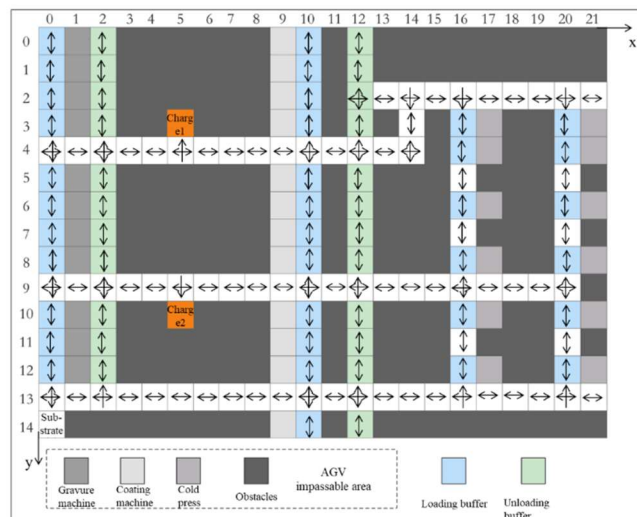 0 1 2 3 4 5 6 7 8 9 10 11 12 13 14 15 16 17 18 19 20 21
x
0
1
2
3
Charg
e1
4
5
6
7
8
9
10
Charg
e2
11
12
13
14
Sub-
strate
y
Gravure
machine
Coating
machine
Cold
press
Obstacles
AGV
impassable area
Loading buffer
Unloading
buffer